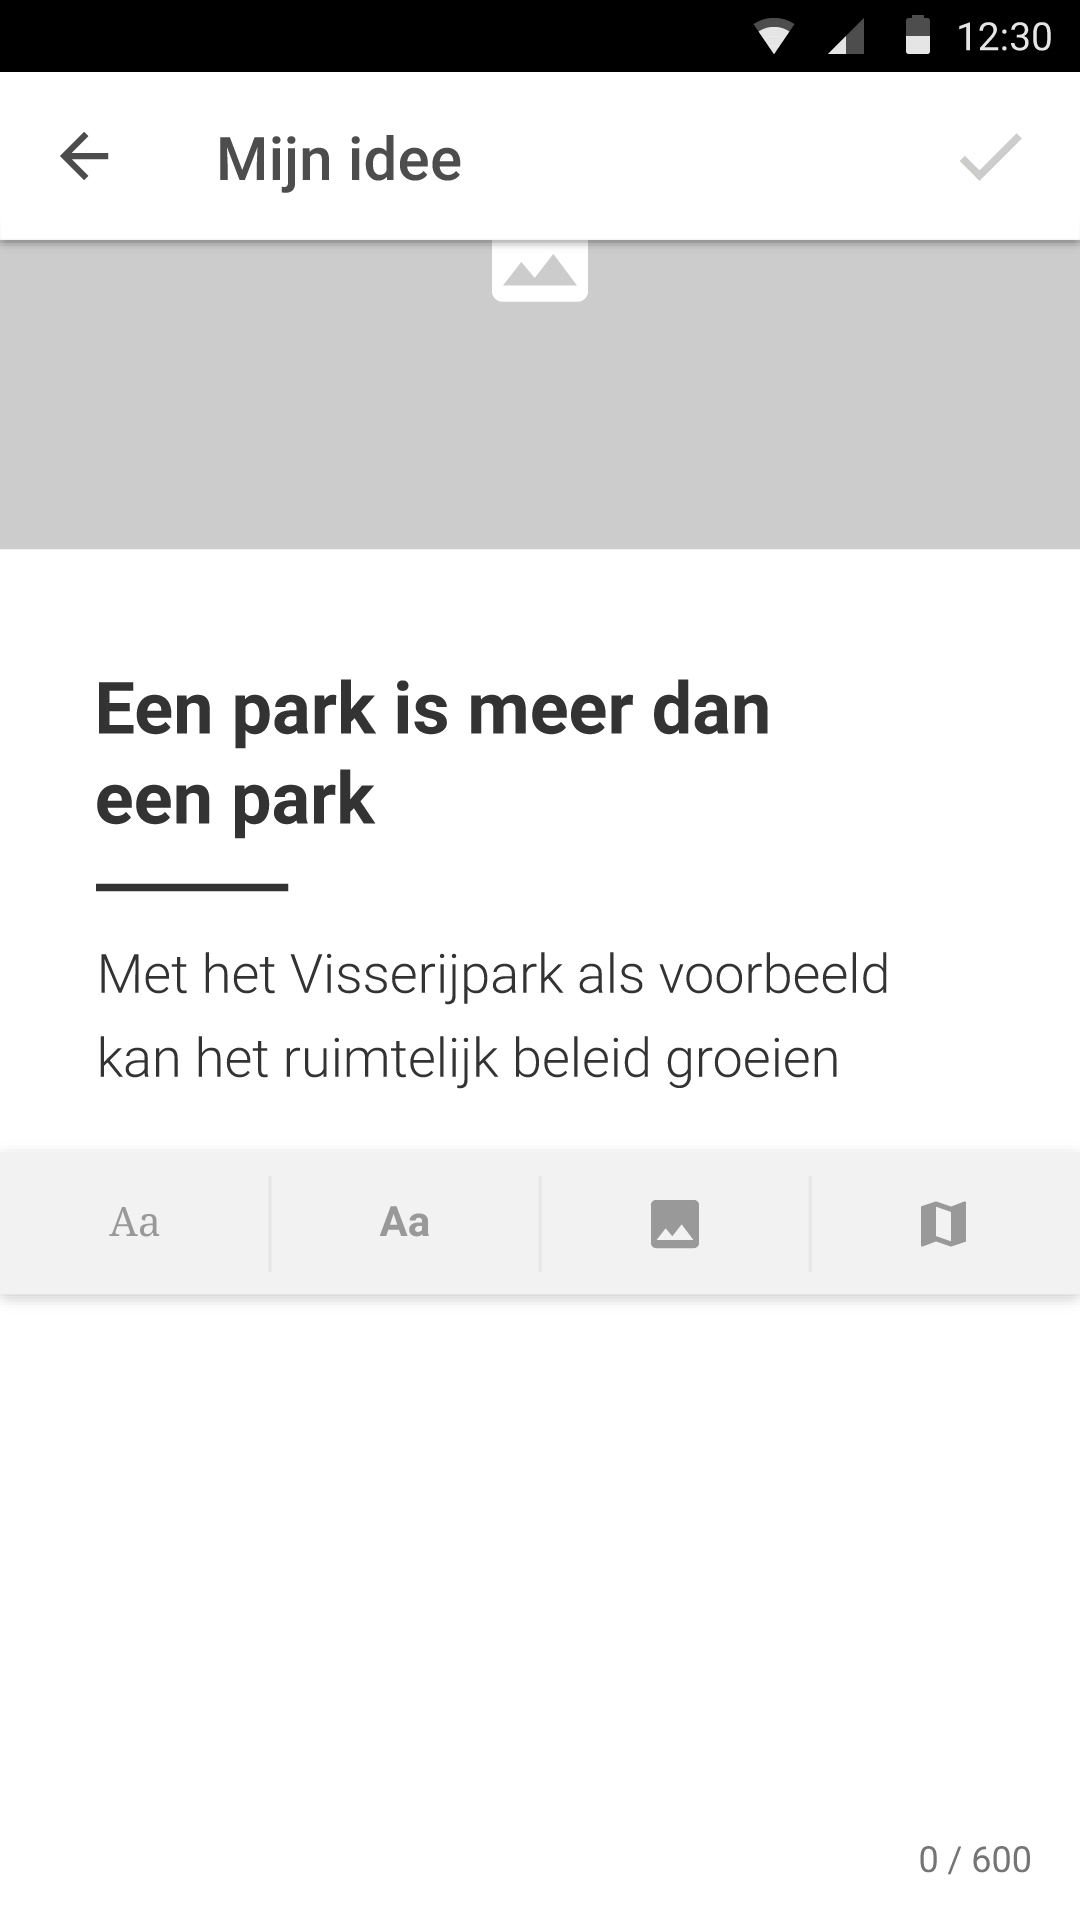 12:30
Mijn idee
Een park is meer dan
een park
Met het Visserijpark als voorbeeld
kan het ruimtelijk beleid groeien
Aa
Aa
0 / 600